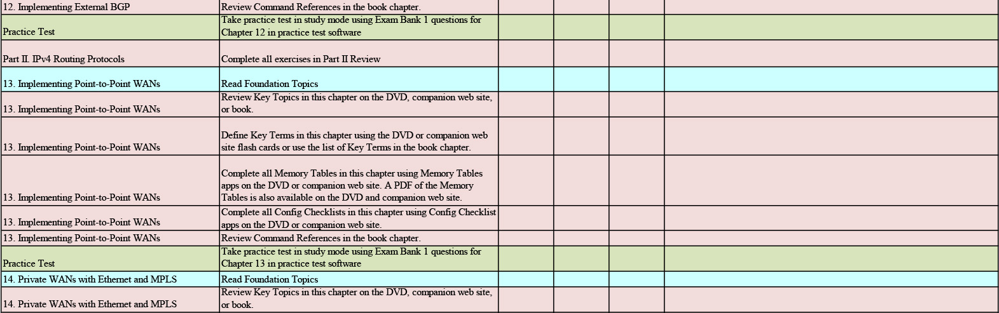 12. Implementing External BGP
Review Command References in the book chapter.
Practice Test
Take practice test in study mode using Exam Bank 1 questions for
Chapter 12 in practice test software
Part II. IPv4 Routing Protocols
Complete all exercises in Part II Review
13. Implementing Point-to-Point WANs
Read Foundation Topics
13. Implementing Point-to-Point WANs
Review Key Topics in this chapter on the DVD, companion web site,
or book.
13. Implementing Point-to-Point WANs
Define Key Terms in this chapter using the DVD or companion web
site flash cards or use the list of Key Terms in the book chapter.
13. Implementing Point-to-Point WANs
Complete all Memory Tables in this chapter using Memory Tables
apps on the DVD or companion web site. A PDF of the Memory
Tables is also available on the DVD and companion web site.
13. Implementing Point-to-Point WANs
Complete all Config Checklists in this chapter using Config Checklist
apps on the DVD or companion web site.
13. Implementing Point-to-Point WANs
Review Command References in the book chapter.
Practice Test
Take practice test in study mode using Exam Bank 1 questions for
Chapter 13 in practice test software
14. Private WANs with Ethernet and MPLS
Read Foundation Topics
14. Private WANs with Ethernet and MPLS
Review Key Topics in this chapter on the DVD, companion web site,
or book.